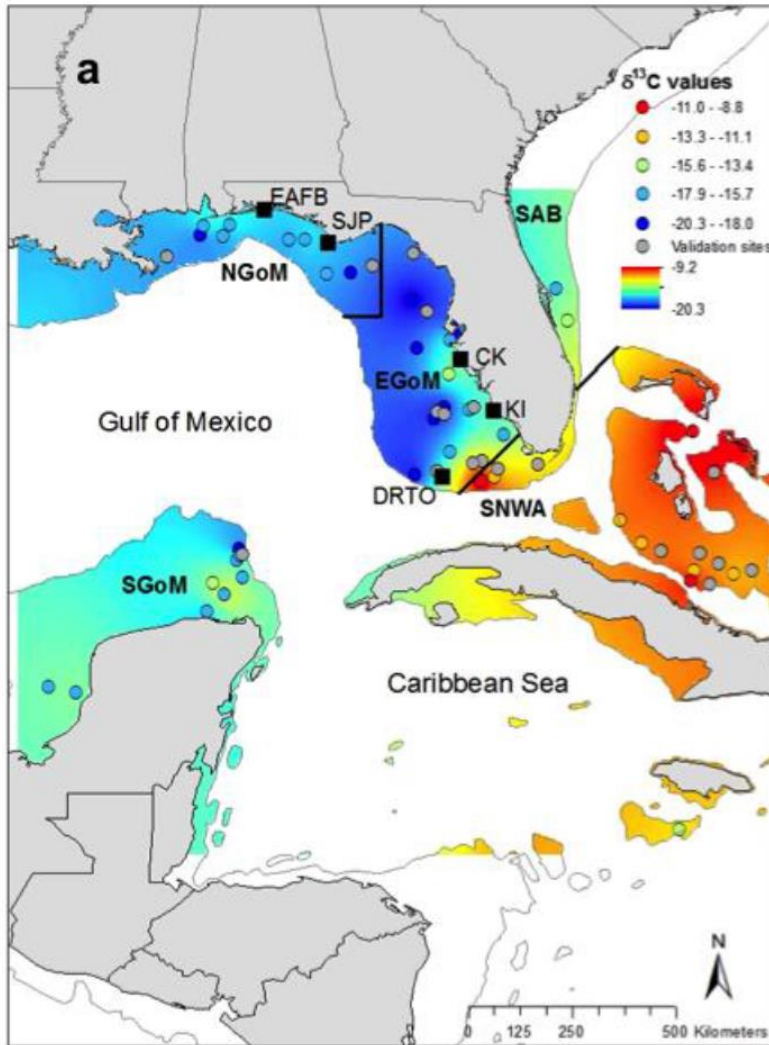 a
δ13C values
-11.0 - -8.8
-13.3 - -11.1
-15.6 - -13.4
-17.9 - -15.7
-20.3 - -18.0
Validation sites
-9.2
-20.3
EAFB
SJP
SAB
NGoM
CK
EGoM
KI
Gulf of Mexico
DRTO
SNWA
SGoM
Caribbean Sea
N
0 125 250 500 Kilometers